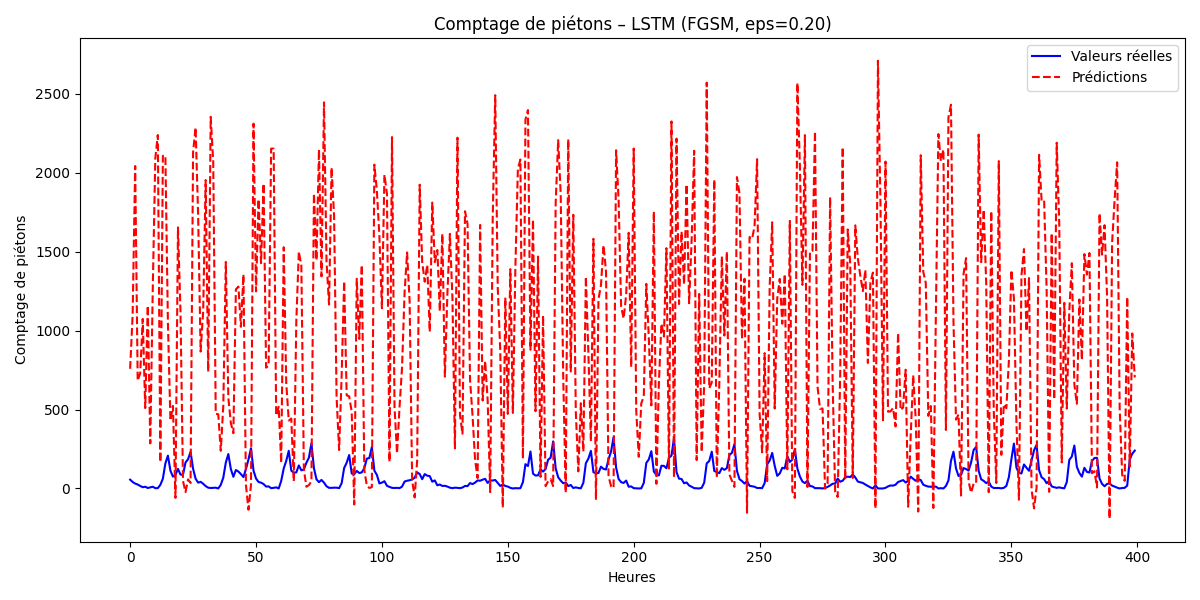 Comptage de piétons – LSTM (FGSM, eps=0.20)
Valeurs réelles
Prédictions
Comptage de piétons
2500
2000
1500
1000
500
0
0 50 100 150 200 250 300 350 400
Heures